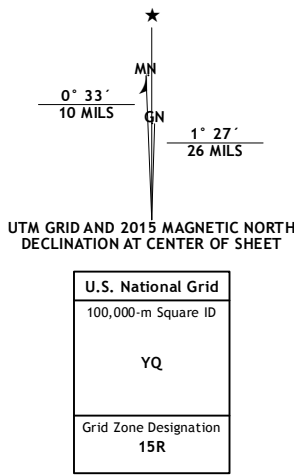 ★
MN
0° 33´
10 MILS
GN
1° 27´
26 MILS
UTM GRID AND 2015 MAGNETIC NORTH
DECLINATION AT CENTER OF SHEET
U.S. National Grid
100,000-m Square ID
YQ
Grid Zone Designation
15R